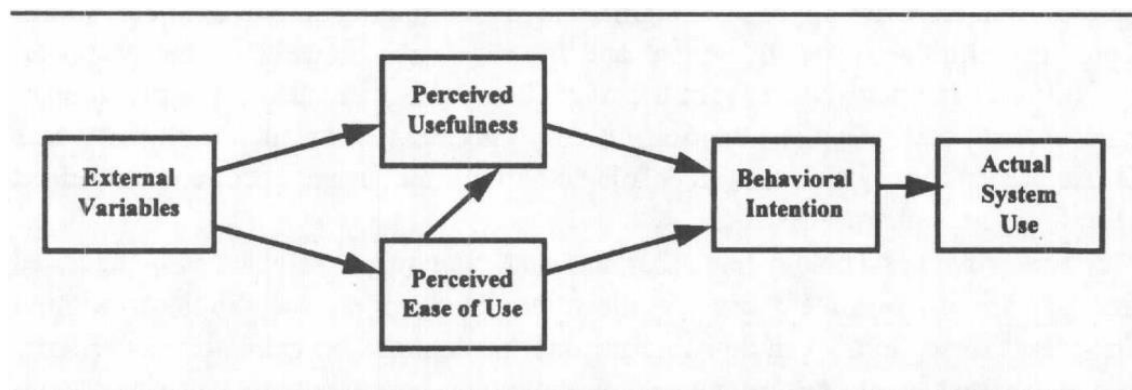 External
Variables
Perceived
Usefulness
Perceived
Ease of Use
Behavioral
Intention
Actual
System
Use